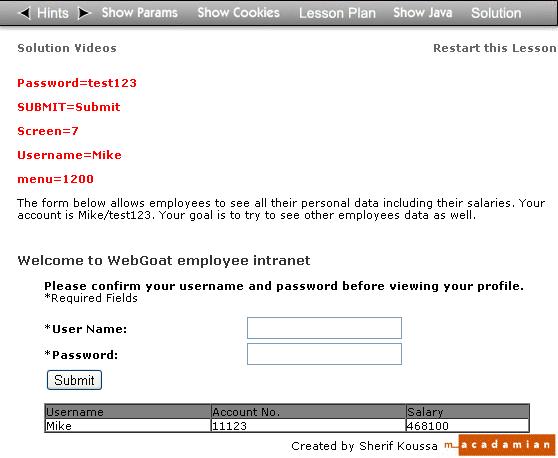 Hints Show Params Show Cookies Lesson Plan Show Java Solution
Solution Videos Restart this Lesson
Password=test123
SUBMIT=Submit
Screen=7
Username=Mike
menu=1200
The form below allows employees to see all their personal data including their salaries. Your
account is Mike/test123. Your goal is to try to see other employees data as well.
Welcome to WebGoat employee intranet
Please confirm your username and password before viewing your profile.
*Required Fields
*User Name:
*Password:
Submit
Username Account No. Salary
Mike 11123 468100
Created by Sherif Koussa macadamian